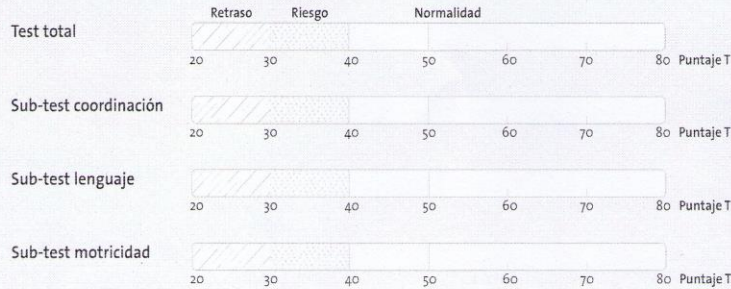 Retraso Riesgo Normalidad
Test total
20 30 40 50 60 70 80 Puntaje T
Sub-test coordinación
20 30 40 50 60 70 80 Puntaje T
Sub-test lenguaje
20 30 40 50 60 70 80 Puntaje T
Sub-test motricidad
20 30 40 50 60 70 80 Puntaje T